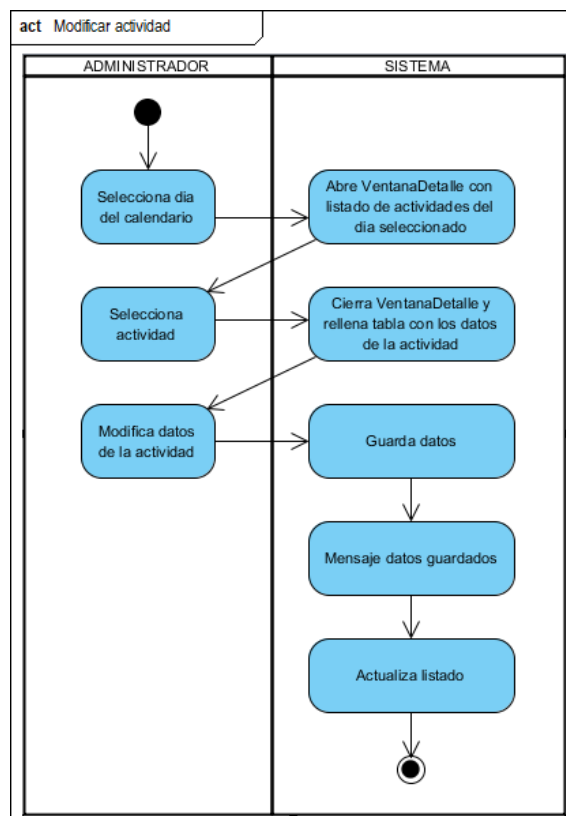 act Modificar actividad
ADMINISTRADOR
SISTEMA
Selecciona dia
del calendario
Abre VentanaDetalle con
listado de actividades del
dia seleccionado
Selecciona
actividad
Cierra VentanaDetalle y
rellena tabla con los datos
de la actividad
Modifica datos
de la actividad
Guarda datos
Mensaje datos guardados
Actualiza listado